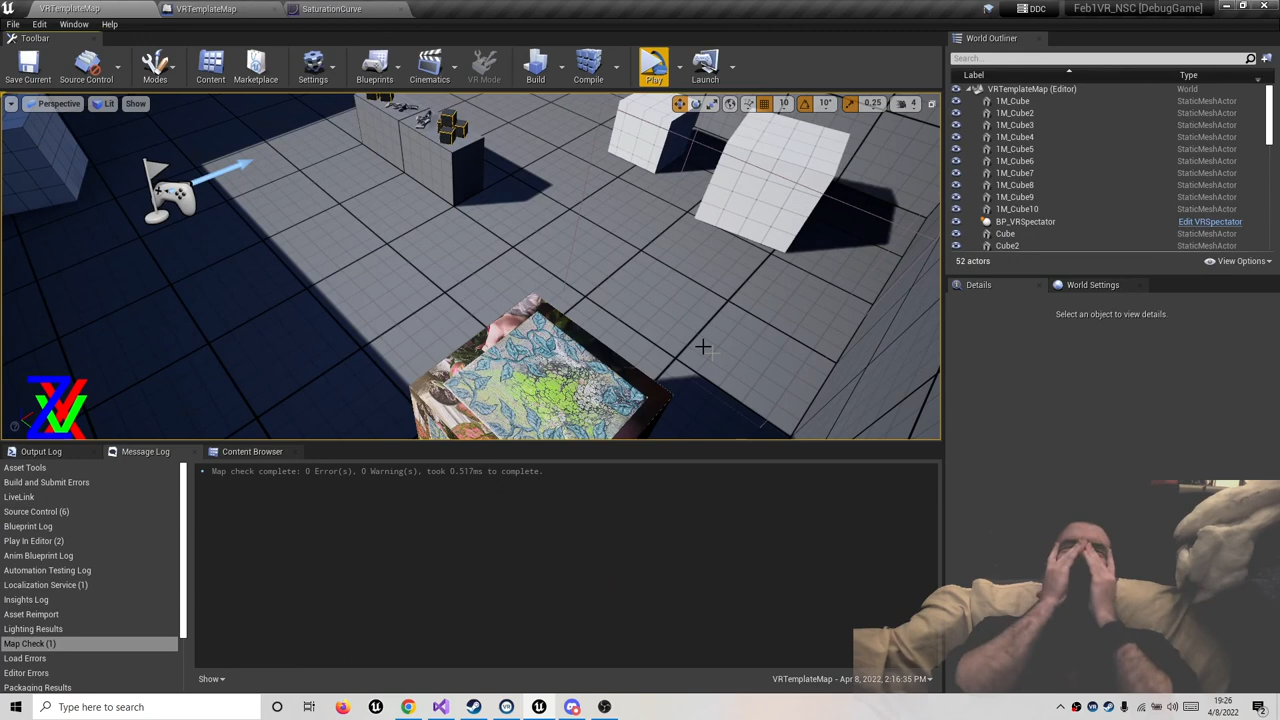 VRTemplateMap
VRTemplateMap
SaturationCurve
DDC
Feb1VR_NSC [DebugGame]
File Edit Window Help
Toolbar
World Outliner
Save Current
Source Control
Modes
Content
Marketplace
Settings
Blueprints
Cinematics
VR Mode
Build
Compile
Play
Launch
Search...
Label
Type
Perspective
Lit
Show
10
10°
0,25
4
VRTemplateMap (Editor) World
1M_Cube StaticMeshActor
1M_Cube2 StaticMeshActor
1M_Cube3 StaticMeshActor
1M_Cube4 StaticMeshActor
1M_Cube5 StaticMeshActor
1M_Cube6 StaticMeshActor
1M_Cube7 StaticMeshActor
1M_Cube8 StaticMeshActor
1M_Cube9 StaticMeshActor
1M_Cube10 StaticMeshActor
BP_VRSpectator Edit VRSpectator
Cube StaticMeshActor
Cube2 StaticMeshActor
52 actors
View Options
Details
World Settings
Select an object to view details.
Output Log
Message Log
Content Browser
Asset Tools
Build and Submit Errors
LiveLink
Source Control (6)
Blueprint Log
Play In Editor (2)
Anim Blueprint Log
Automation Testing Log
Localization Service (1)
Insights Log
Asset Reimport
Lighting Results
Map Check (1)
Load Errors
Editor Errors
Packaging Results
Map check complete: 0 Error(s), 0 Warning(s), took 0.517ms to complete.
Show
VRTemplateMap - Apr 8, 2022, 2:16:35 PM
Type here to search
19:26
4/8/2022
2